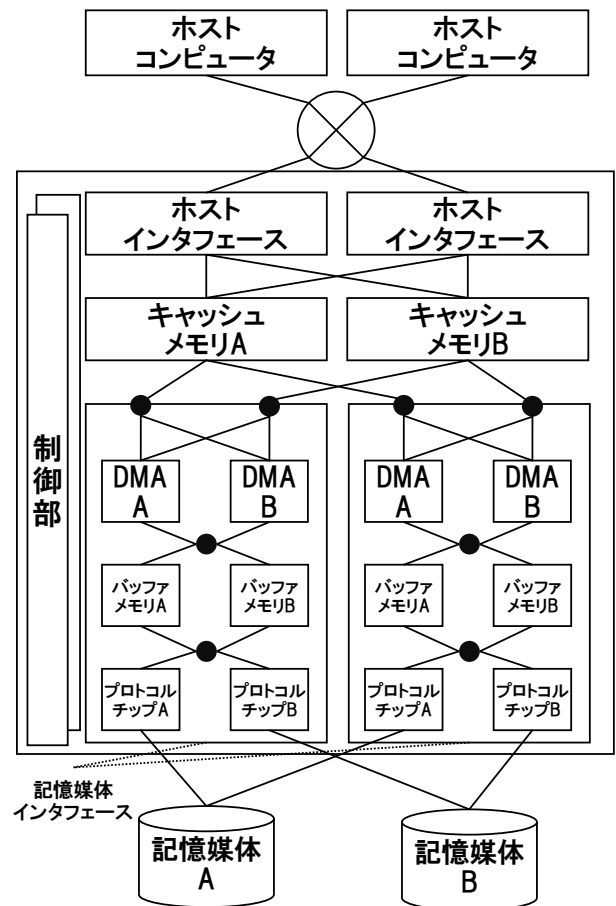 ホスト
コンピュータ
ホスト
コンピュータ
ホスト
インタフェース
ホスト
インタフェース
キャッシュ
メモリA
キャッシュ
メモリB
制御部
DMA
A
DMA
B
DMA
A
DMA
B
バッファ
メモリA
バッファ
メモリB
バッファ
メモリA
バッファ
メモリB
プロトコル
チップA
プロトコル
チップB
プロトコル
チップA
プロトコル
チップB
記憶媒体
インタフェース
記憶媒体
A
記憶媒体
B